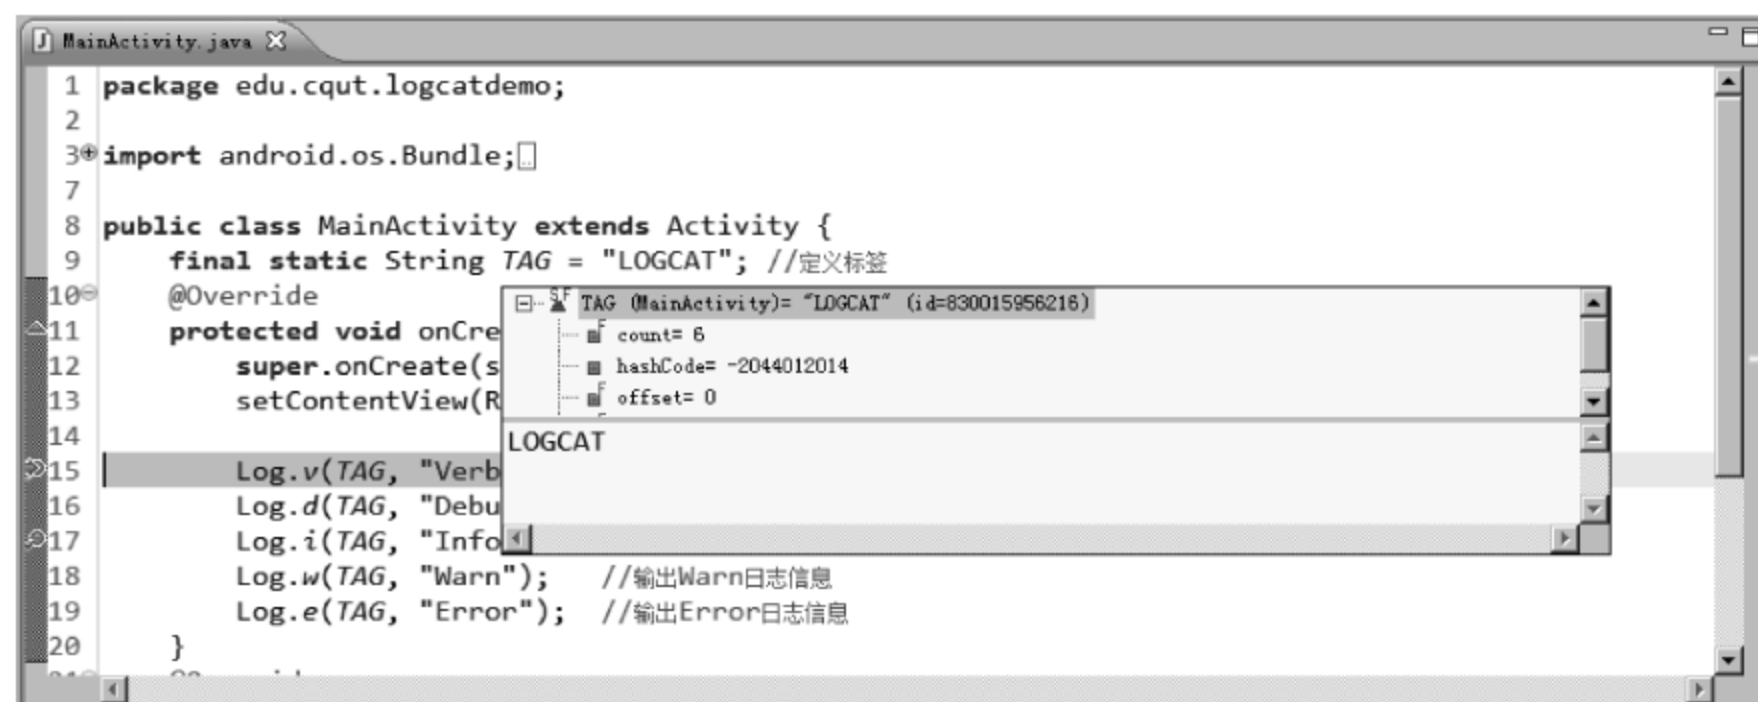 MainActivity.java
1 package edu.cqut.logcatdemo;
2
3 import android.os.Bundle;
7
8 public class MainActivity extends Activity {
9 final static String TAG = "LOGCAT"; //定义标签
10 @Override
11 protected void onCre
12 super.onCreate(s
13 setContentView(R
14
15 Log.v(TAG, "Verb
16 Log.d(TAG, "Debu
17 Log.i(TAG, "Info
18 Log.w(TAG, "Warn"); //输出Warn日志信息
19 Log.e(TAG, "Error"); //输出Error日志信息
20 }
TAG (MainActivity)= "LOGCAT" (id=830015956216)
count= 6
hashCode= -2044012014
offset= 0
LOGCAT